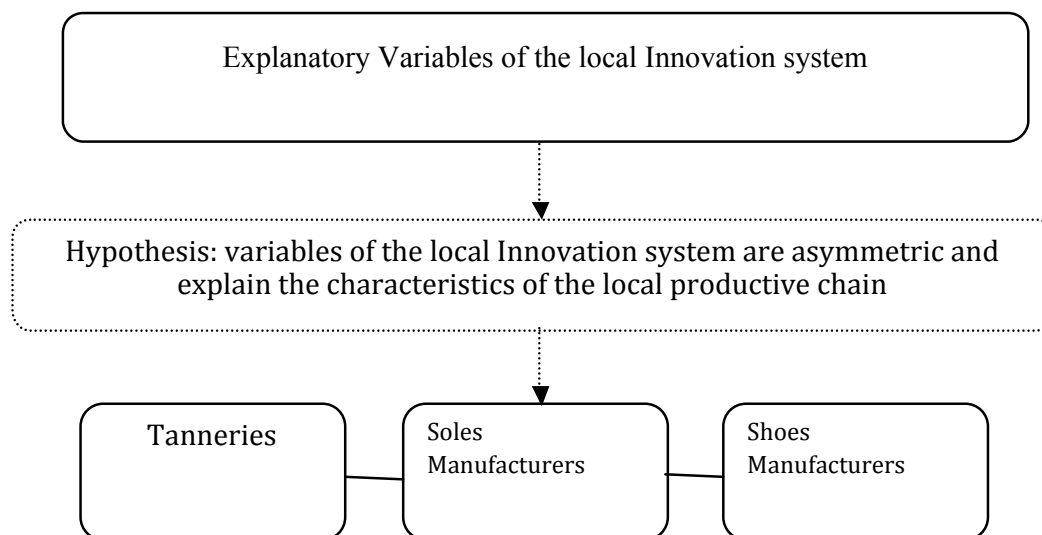 Explanatory Variables of the local Innovation system
Hypothesis: variables of the local Innovation system are asymmetric and
explain the characteristics of the local productive chain
Tanneries
Soles
Manufacturers
Shoes
Manufacturers